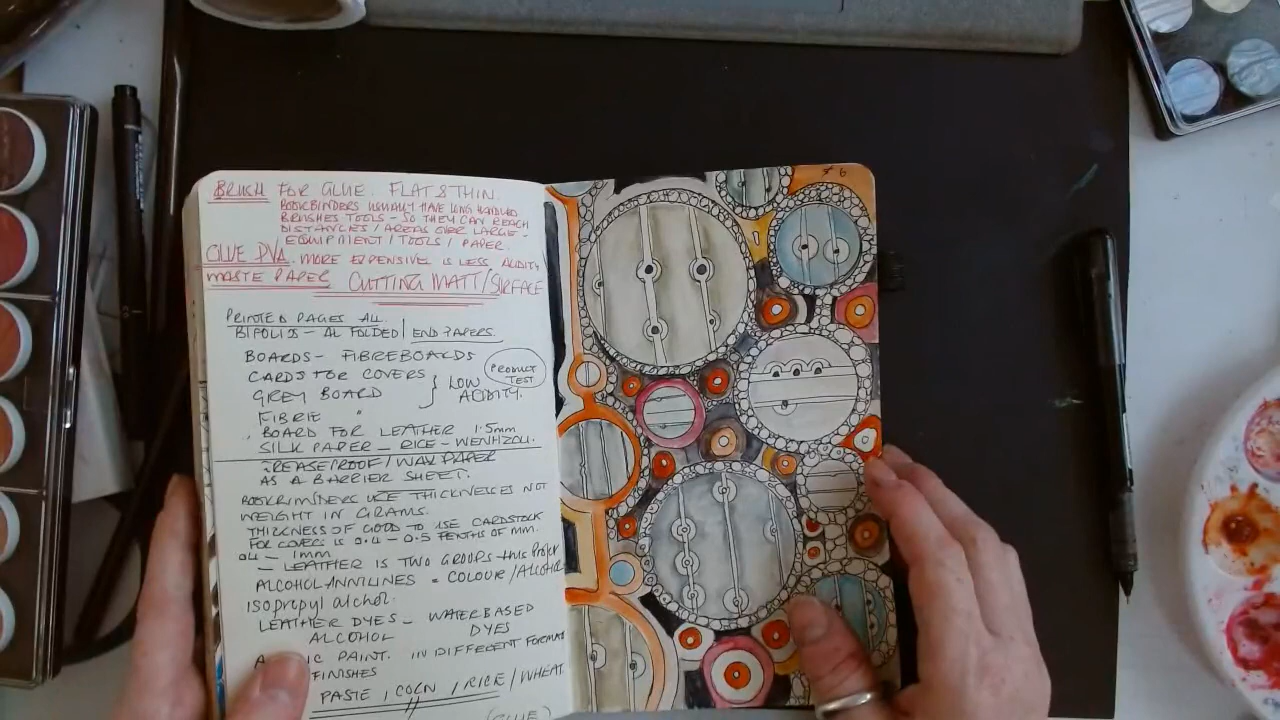 BRUSH FOR GLUE. FLAT & THIN.
BOOKBINDERS USUALLY HAVE LONG HANDLED
BRUSHES TOOLS - SO THEY CAN REACH
DISTANCES / AREAS OVER LARGE -
EQUIPMENT / TOOLS / PAPER.
GLUE PVA. MORE EXPENSIVE IS LESS ACIDITY
WASTE PAPER CUTTING MATT/SURFACE
PRINTED PAGES ALL
BIFOLIOS - AL FOLDED / END PAPERS.
BOARDS - FIBREBOARDS
CARDS FOR COVERS
GREY BOARD } LOW ACIDITY.
PRODUCT TEST
FIBRE "
BOARD FOR LEATHER 1.5mm
SILK PAPER - RICE - WENHZOU.
GREASEPROOF/WAX PAPER
AS A BARRIER SHEET.
BOOKBINDERS USE THICKNESSES NOT
WEIGHT IN GRAMS.
THICKNESS OF GOOD TO USE CARDSTOCK
FOR COVERS IS 0.4 - 0.5 TENTHS OF MM.
04 - 1mm
- LEATHER IS TWO GROUPS - this Project
ALCOHOL ANNILINES = COLOUR/ALCOHOL
Isopropyl alchol.
LEATHER DYES - WATERBASED
ALCOHOL DYES
PAINT. IN DIFFERENT FORMAT
FINISHES
PASTE, CORN / RICE / WHEAT.
(GLUE)